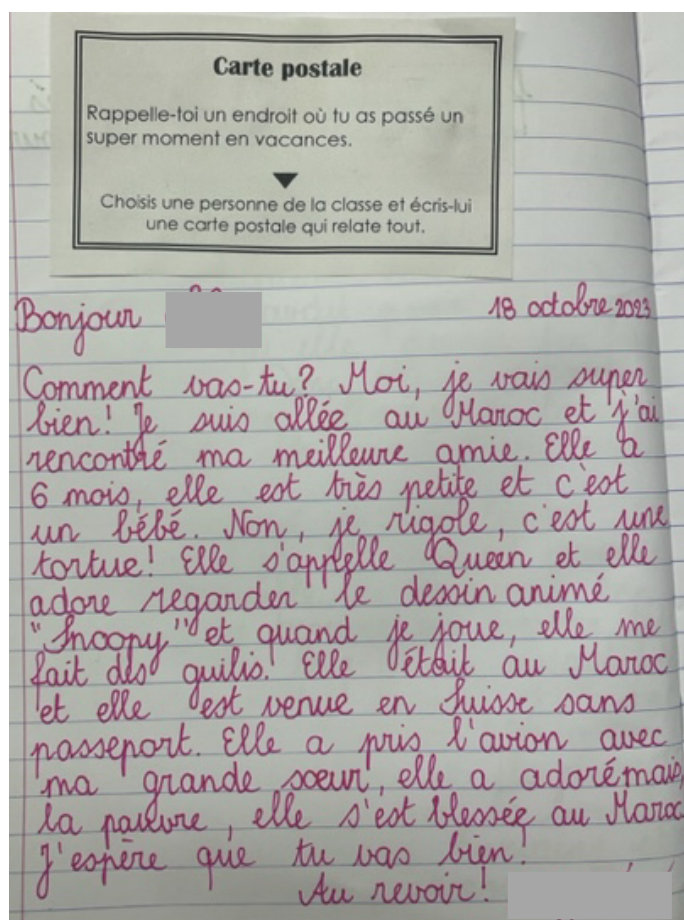 Carte postale
Rappelle-toi un endroit où tu as passé un
super moment en vacances.
Choisis une personne de la classe et écris-lui
une carte postale qui relate tout.
Bonjour
18 octobre 2023
Comment vas-tu? Moi, je vais super
bien! Je suis allée au Maroc et j'ai
rencontré ma meilleure amie. Elle a
6 mois, elle est très petite et c'est
un bébé. Non, je rigole, c'est une
tortue! Elle s'appelle Queen et elle
adore regarder le dessin animé
"Snoopy" et quand je joue, elle me
fait des guilis. Elle était au Maroc
et elle est venue en Suisse sans
passeport. Elle a pris l'avion avec
ma grande soeur, elle a adoré mais,
la pauvre, elle s'est blessée au Maroc
J'espère que tu vas bien!
Au revoir!